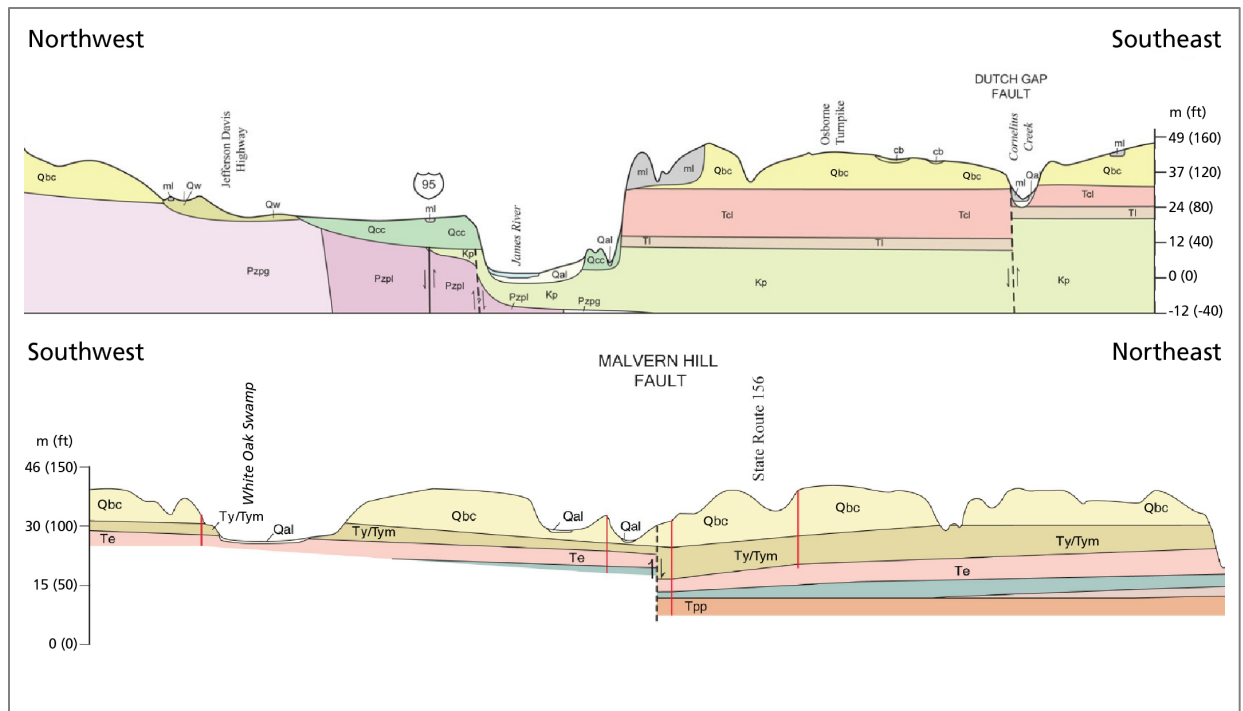 Northwest
Southeast
DUTCH GAP
FAULT
Jefferson Davis
Highway
95
James River
Osborne
Turnpike
Cornelius
Creek
m (ft)
49 (160)
37 (120)
24 (80)
12 (40)
0 (0)
-12 (-40)
Qbc
ml
Qw
Qw
ml
Qcc
Qcc
Kp
Pzpg
Pzpl
Pzpl
?
Pzpl
Kp
Pzpg
Qal
Qcc
Qal
ml
ml
Qbc
Qbc
cb
cb
Qbc
ml
Qal
Qbc
ml
Tcl
Tcl
Tcl
Tl
Tl
Tl
Kp
Kp
Southwest
Northeast
MALVERN HILL
FAULT
White Oak Swamp
State Route 156
m (ft)
46 (150)
30 (100)
15 (50)
0 (0)
Qbc
Ty/Tym
Te
Qal
Ty/Tym
Qbc
Qal
Qal
Te
Qbc
Ty/Tym
Qbc
Tpp
Te
Ty/Tym
Qbc